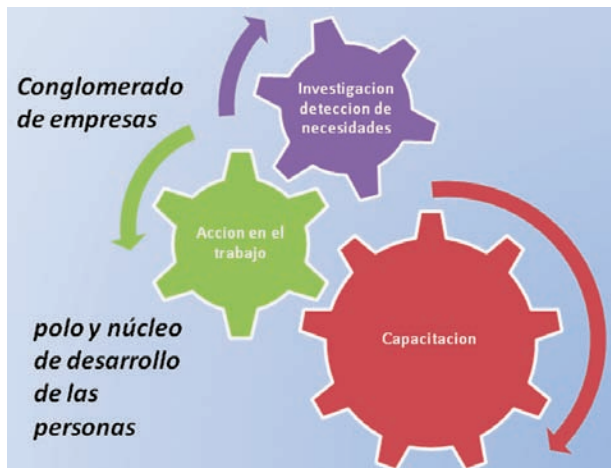 Conglomerado
de empresas
Investigacion
deteccion de
necesidades
Accion en el
trabajo
polo y núcleo
de desarrollo
de las
personas
Capacitacion